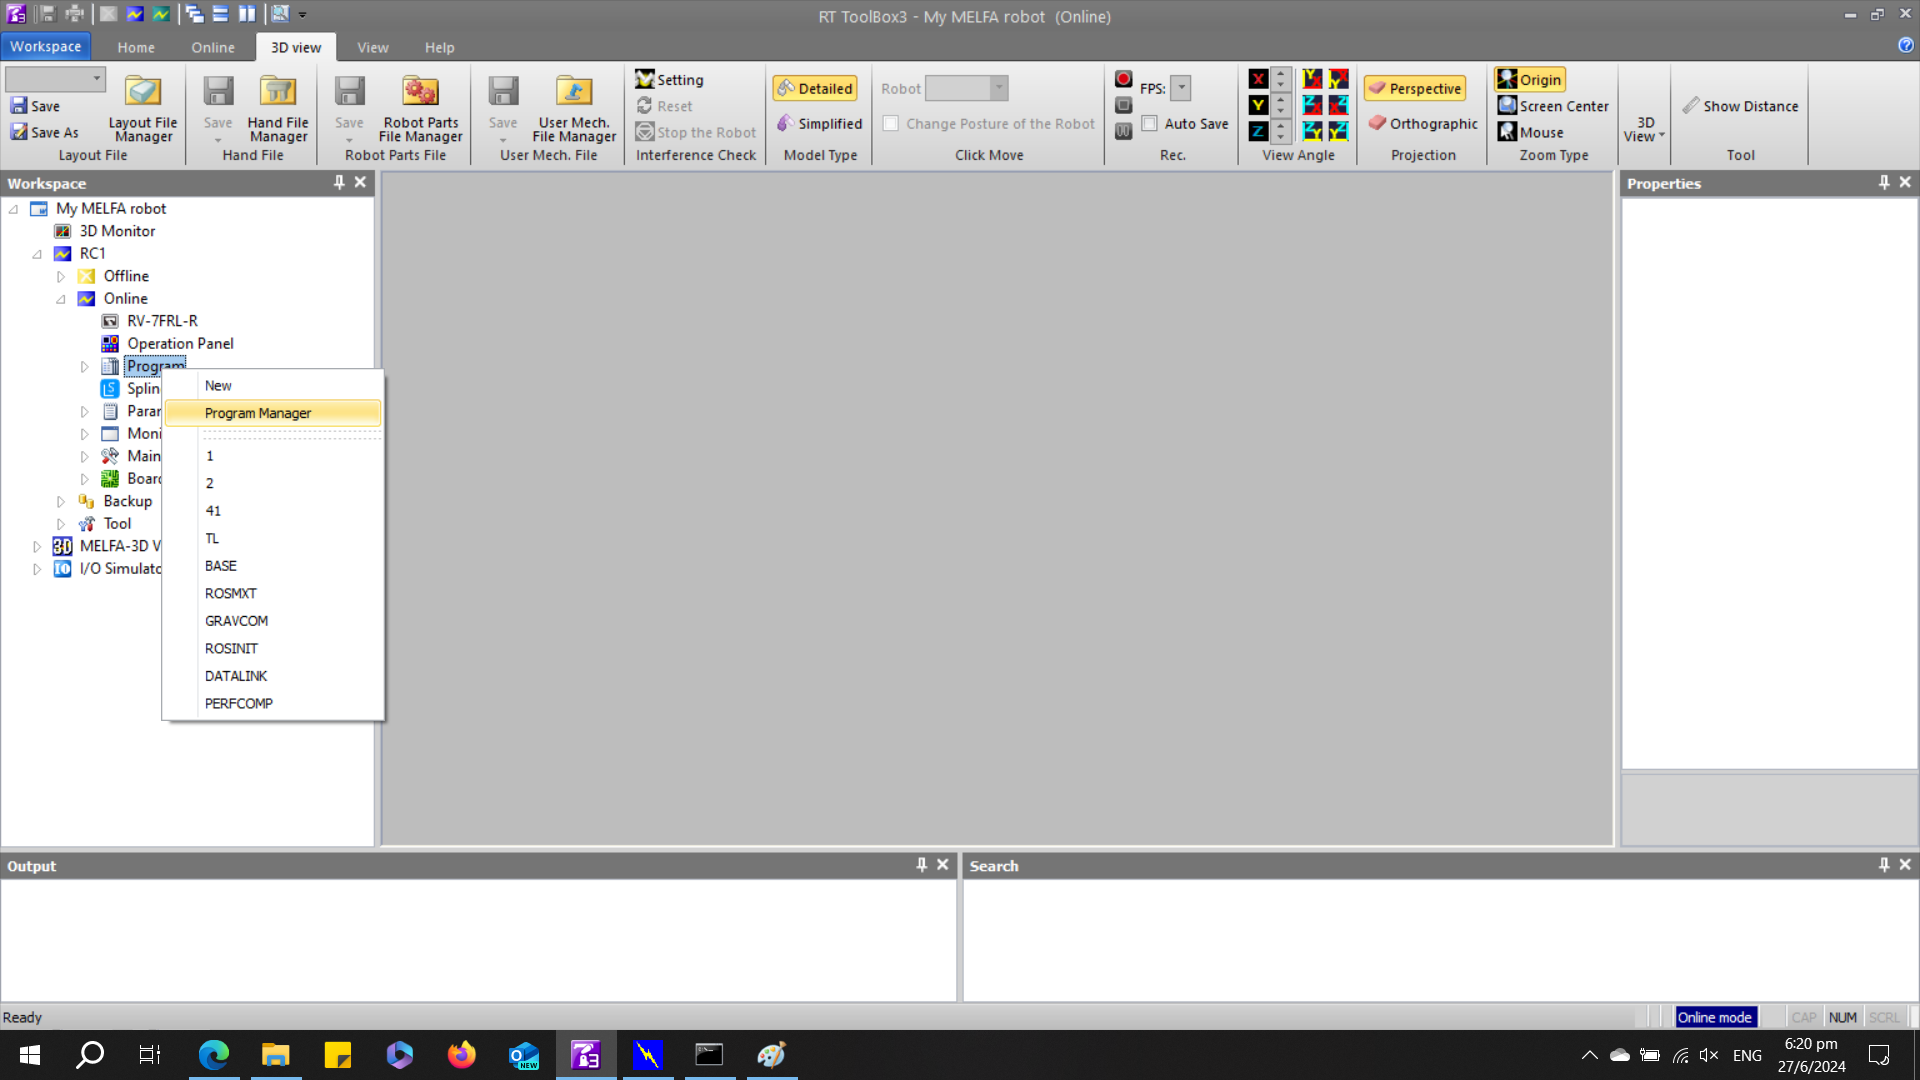 RT ToolBox3 - My MELFA robot  (Online)
Workspace Home Online 3D view View Help
Save
Save As
Layout File Manager
Layout File
Save
Hand File Manager
Hand File
Save
Robot Parts File Manager
Robot Parts File
Save
User Mech. File Manager
User Mech. File
Setting
Reset
Stop the Robot
Interference Check
Detailed
Simplified
Model Type
Robot
Change Posture of the Robot
Click Move
FPS:
Auto Save
Rec.
X
Y
Z
View Angle
Perspective
Orthographic
Projection
Origin
Screen Center
Mouse
Zoom Type
3D View
Show Distance
Tool
Workspace
My MELFA robot
3D Monitor
RC1
Offline
Online
RV-7FRL-R
Operation Panel
Program
Splin
Parar
Moni
Main
Board
Backup
Tool
MELFA-3D V
I/O Simulato
New
Program Manager
1
2
41
TL
BASE
ROSMXT
GRAVCOM
ROSINIT
DATALINK
PERFCOMP
Properties
Output
Search
Ready
Online mode CAP NUM SCRL
ENG
6:20 pm
27/6/2024